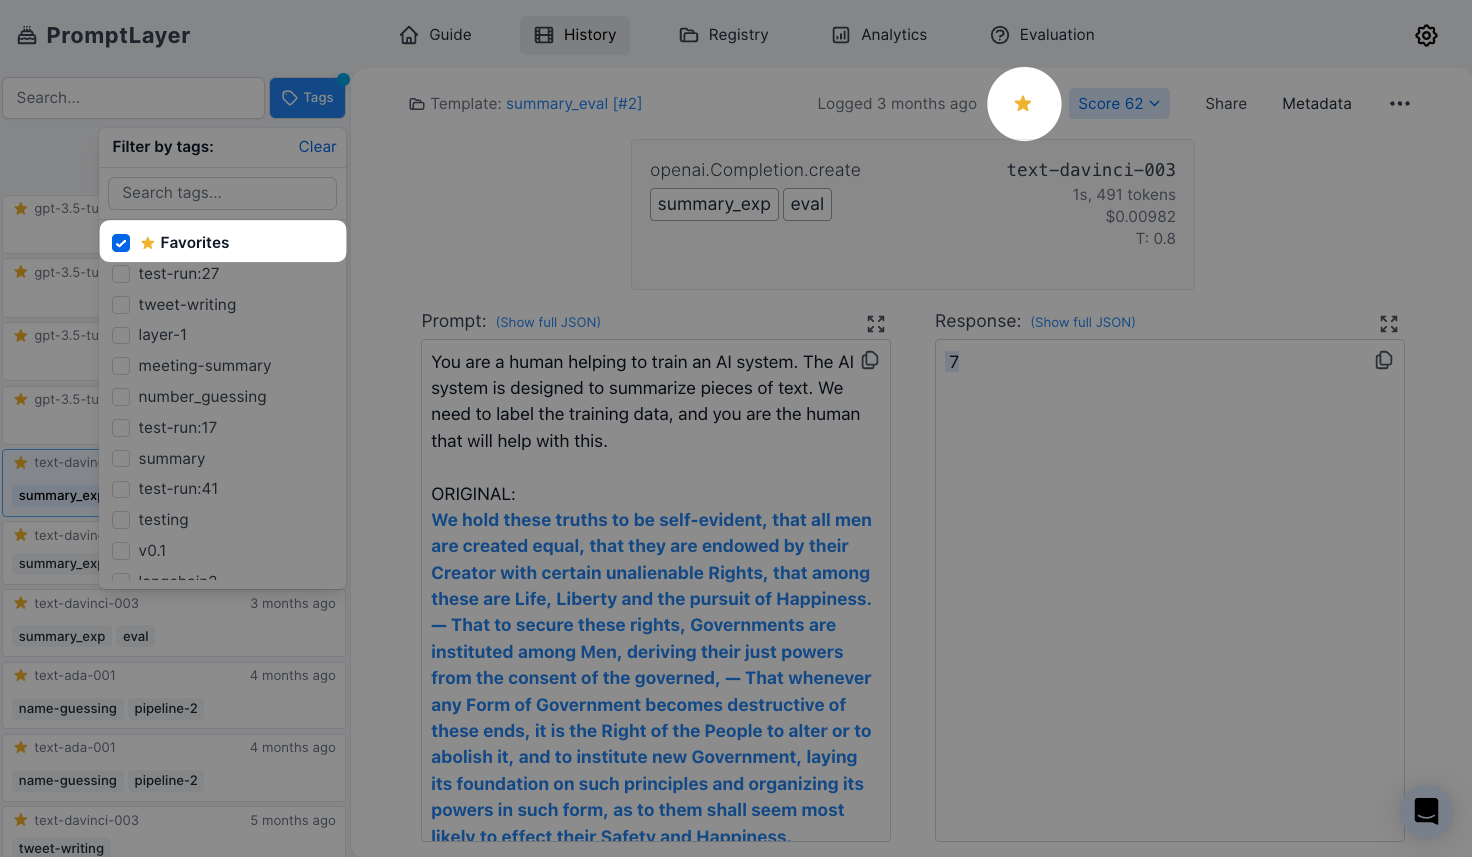 PromptLayer
Guide
History
Registry
Analytics
Evaluation
Search...
Tags
Filter by tags:
Clear
Search tags...
Favorites
test-run:27
tweet-writing
layer-1
meeting-summary
number_guessing
test-run:17
summary
test-run:41
testing
v0.1
gpt-3.5-tu
gpt-3.5-tu
gpt-3.5-tu
gpt-3.5-tu
text-davin
summary_exp
text-davin
summary_exp
text-davinci-003 3 months ago
summary_exp eval
text-ada-001 4 months ago
name-guessing pipeline-2
text-ada-001 4 months ago
name-guessing pipeline-2
text-davinci-003 5 months ago
tweet-writing
Template: summary_eval [#2]
Logged 3 months ago
Score 62
Share
Metadata
openai.Completion.create
summary_exp eval
text-davinci-003
1s, 491 tokens
$0.00982
T: 0.8
Prompt: (Show full JSON)
You are a human helping to train an AI system. The AI
system is designed to summarize pieces of text. We
need to label the training data, and you are the human
that will help with this.
ORIGINAL:
We hold these truths to be self-evident, that all men
are created equal, that they are endowed by their
Creator with certain unalienable Rights, that among
these are Life, Liberty and the pursuit of Happiness.
— That to secure these rights, Governments are
instituted among Men, deriving their just powers
from the consent of the governed, — That whenever
any Form of Government becomes destructive of
these ends, it is the Right of the People to alter or to
abolish it, and to institute new Government, laying
its foundation on such principles and organizing its
powers in such form, as to them shall seem most
likely to effect their Safety and Happiness.
Response: (Show full JSON)
7